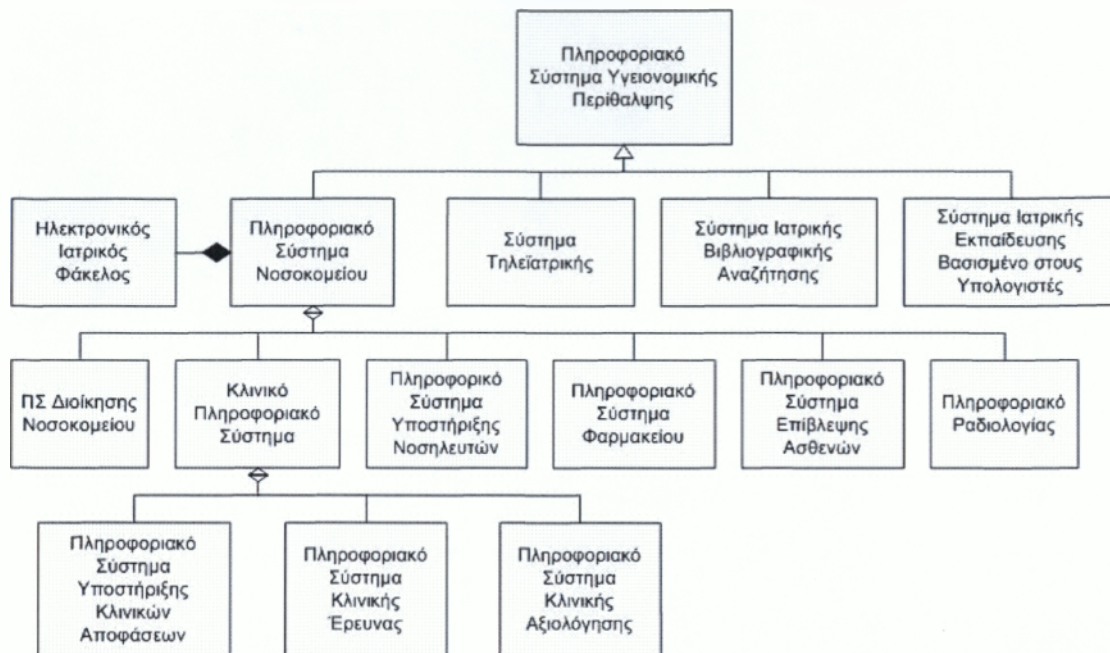 Πληροφοριακό
Σύστημα Υγειονομικής
Περίθαλψης
Ηλεκτρονικός
Ιατρικός
Φάκελος
Πληροφοριακό
Σύστημα
Νοσοκομείου
Σύστημα
Τηλεϊατρικής
Σύστημα Ιατρικής
Βιβλιογραφικής
Αναζήτησης
Σύστημα Ιατρικής
Εκπαίδευσης
Βασισμένο στους
Υπολογιστές
ΠΣ Διοίκησης
Νοσοκομείου
Κλινικό
Πληροφοριακό
Σύστημα
Πληροφορικό
Σύστημα
Υποστήριξης
Νοσηλευτών
Πληροφοριακό
Σύστημα
Φαρμακείου
Πληροφοριακό
Σύστημα
Επίβλεψης
Ασθενών
Πληροφοριακό
Ραδιολογίας
Πληροφοριακό
Σύστημα
Υποστήριξης
Κλινικών
Αποφάσεων
Πληροφοριακό
Σύστημα
Κλινικής
Έρευνας
Πληροφοριακό
Σύστημα
Κλινικής
Αξιολόγησης